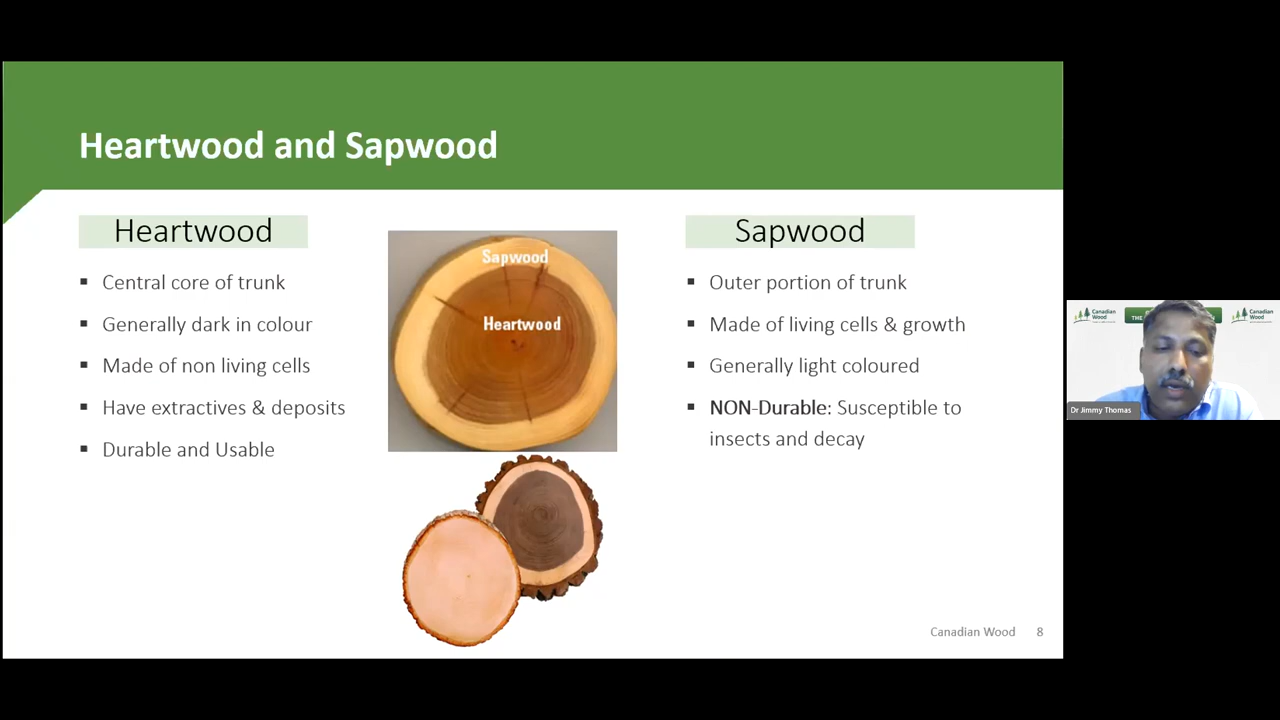 Heartwood and Sapwood
Heartwood
▪ Central core of trunk
▪ Generally dark in colour
▪ Made of non living cells
▪ Have extractives & deposits
▪ Durable and Usable
Sapwood
Heartwood
Sapwood
▪ Outer portion of trunk
▪ Made of living cells & growth
▪ Generally light coloured
▪ NON-Durable: Susceptible to
insects and decay
Canadian Wood 8
Canadian
Wood
THE
Canadian
Wood
Dr Jimmy Thomas